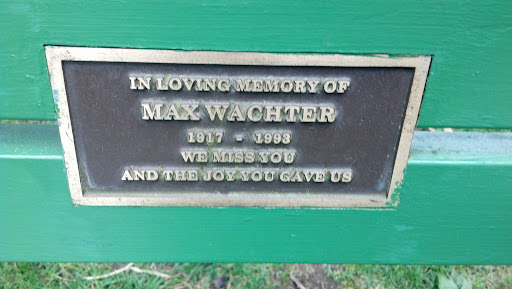 IN LOVING MEMORY OF
MAX WACHTER
1917 - 1993
WE MISS YOU
AND THE JOY YOU GAVE US